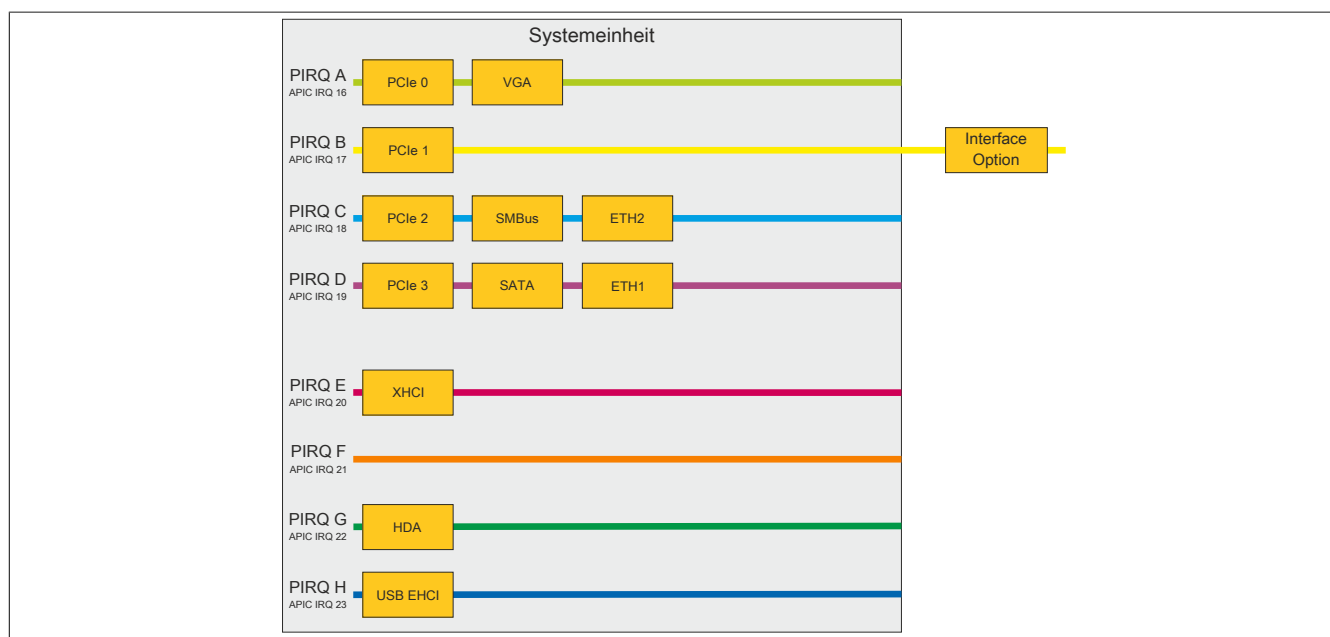 Systemeinheit
PIRQ A
APIC IRQ 16
PCIe 0
VGA
PIRQ B
APIC IRQ 17
PCIe 1
Interface
Option
PIRQ C
APIC IRQ 18
PCIe 2
SMBus
ETH2
PIRQ D
APIC IRQ 19
PCIe 3
SATA
ETH1
PIRQ E
APIC IRQ 20
XHCI
PIRQ F
APIC IRQ 21
PIRQ G
APIC IRQ 22
HDA
PIRQ H
APIC IRQ 23
USB EHCI